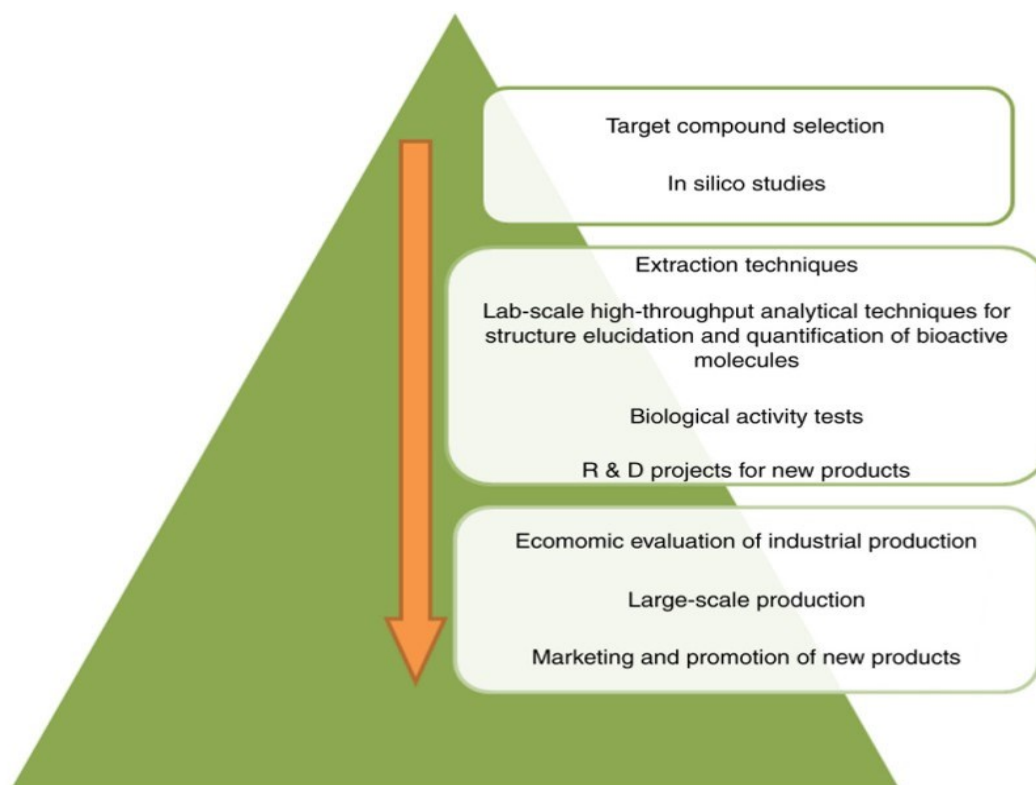 Target compound selection
In silico studies
Extraction techniques
Lab-scale high-throughput analytical techniques for
structure elucidation and quantification of bioactive
molecules
Biological activity tests
R & D projects for new products
Ecomomic evaluation of industrial production
Large-scale production
Marketing and promotion of new products